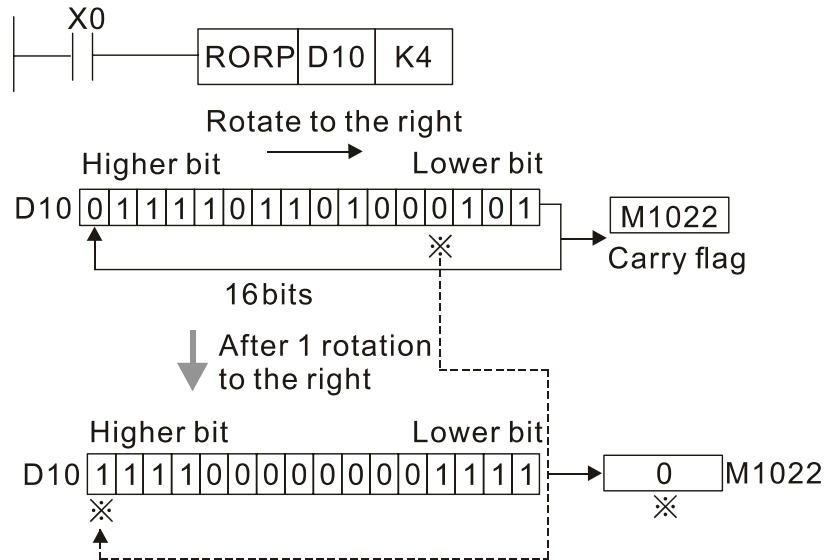 X0
RORP D10 K4
Rotate to the right
Higher bit Lower bit
D10 0 1 1 1 1 0 1 1 0 1 0 0 0 1 0 1 M1022
※ Carry flag
16bits
After 1 rotation
to the right
Higher bit Lower bit
D10 1 1 1 1 0 0 0 0 0 0 0 0 1 1 1 1 0 M1022
※ ※